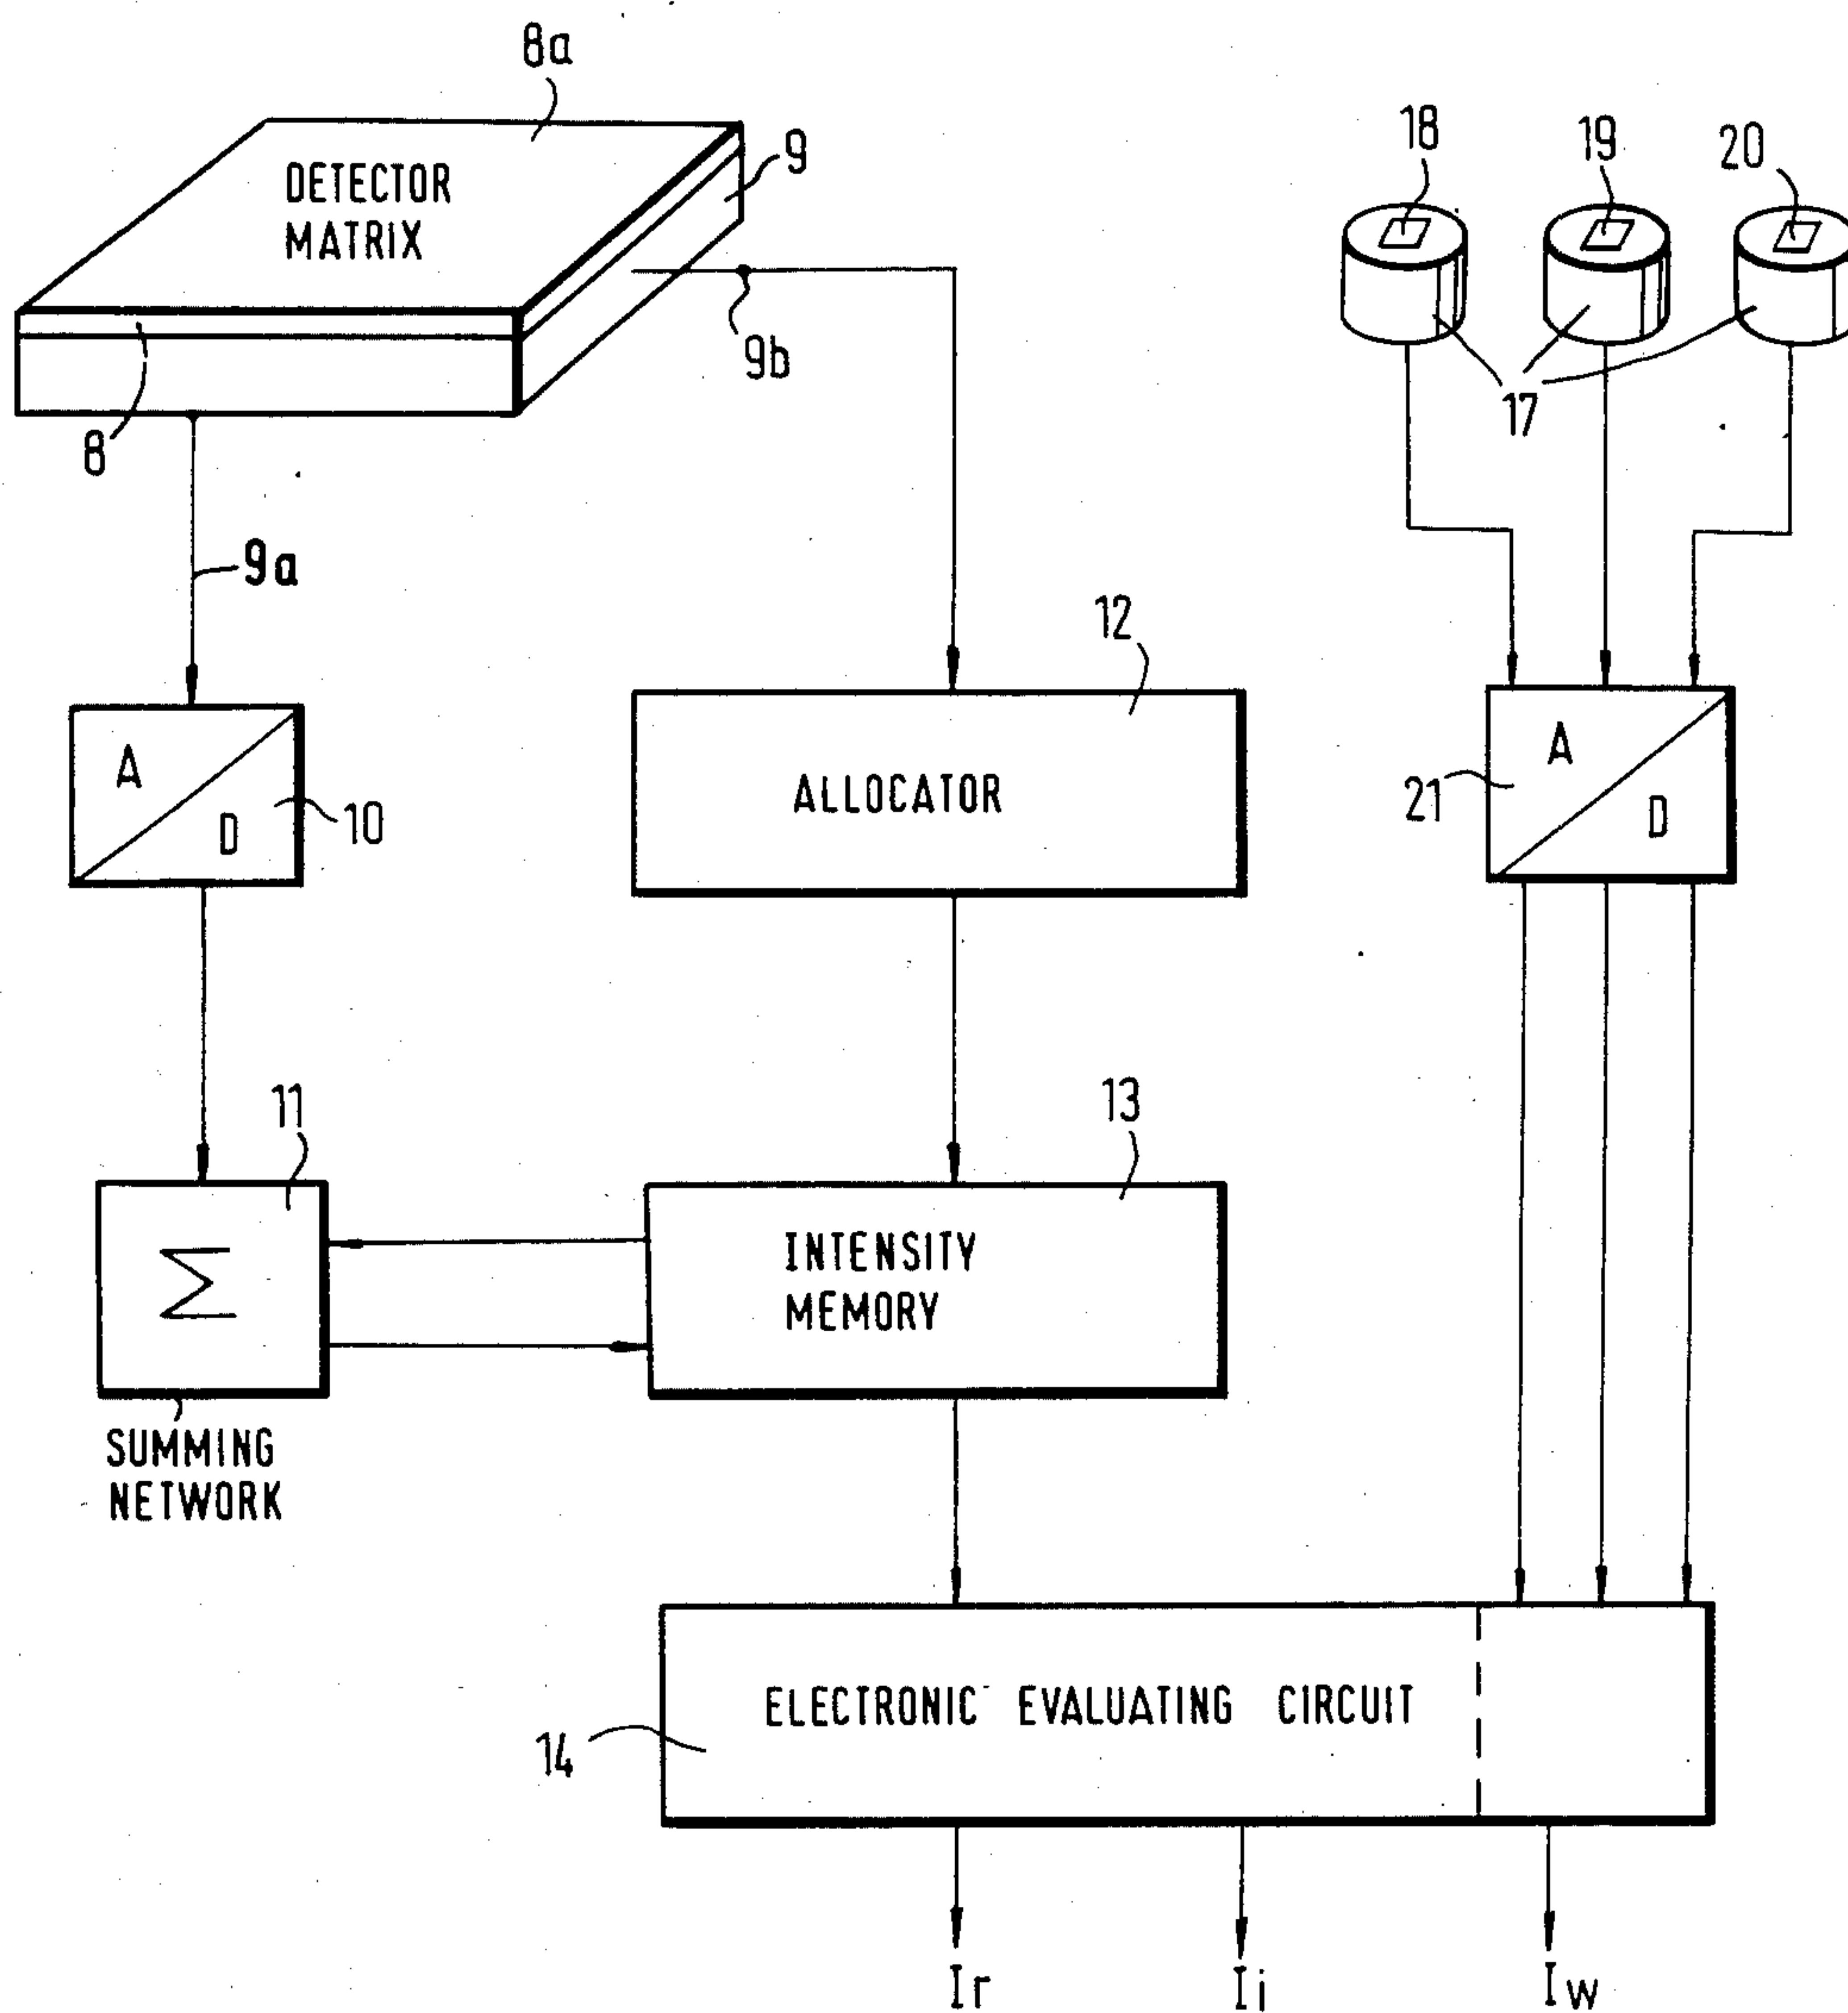 8a
DETECTOR
MATRIX
9
18
19
20
9b
17
8
9a
12
A
D
10
ALLOCATOR
A
D
21
11
13
Σ
INTENSITY
MEMORY
SUMMING
NETWORK
ELECTRONIC EVALUATING CIRCUIT
14
Ir
Ii
Iw